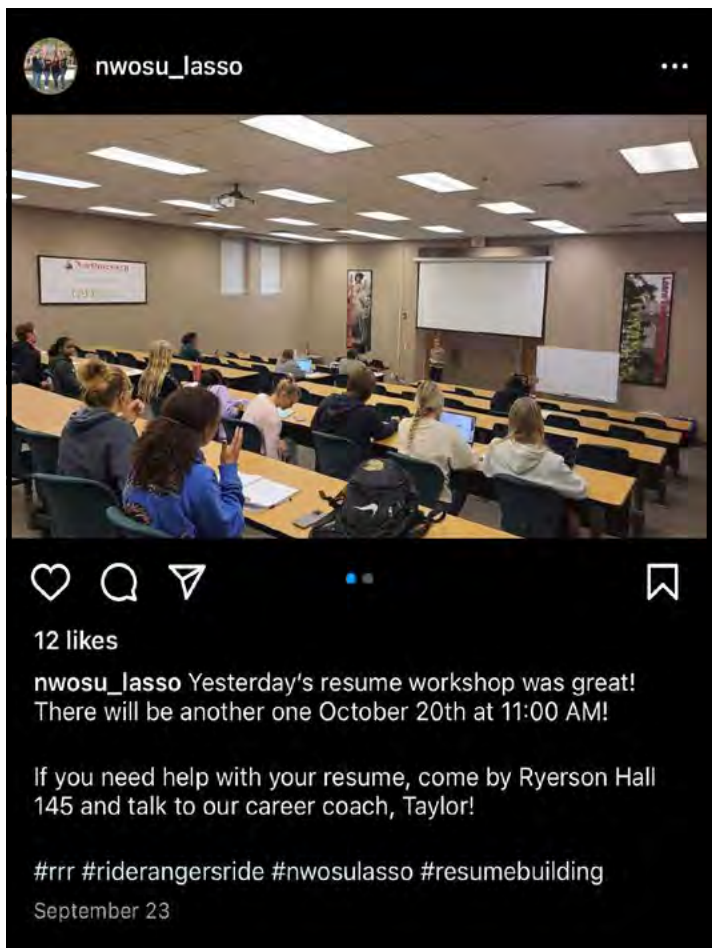 nwosu_lasso
Northwestern
12 likes
nwosu_lasso Yesterday's resume workshop was great!
There will be another one October 20th at 11:00 AM!
If you need help with your resume, come by Ryerson Hall
145 and talk to our career coach, Taylor!
#rrr #riderangersride #nwosulasso #resumebuilding
September 23